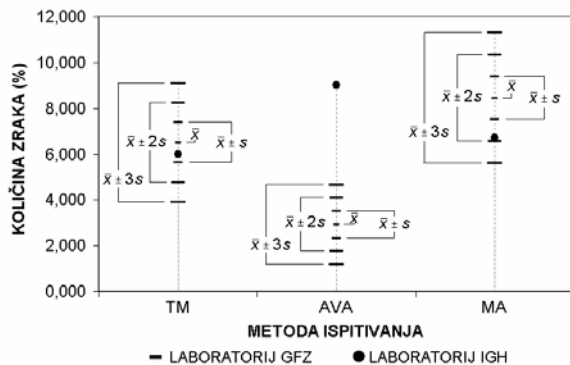 KOLIČINA ZRAKA (%)
12,000
10,000
8,000
6,000
4,000
2,000
0,000
x̄ ± 3s
x̄ ± 2s
x̄
x̄ ± s
x̄ ± 3s
x̄ ± 2s
x̄
x̄ ± s
x̄ ± 3s
x̄ ± 2s
x̄
x̄ ± s
TM AVA MA
METODA ISPITIVANJA
LABORATORIJ GFZ LABORATORIJ IGH